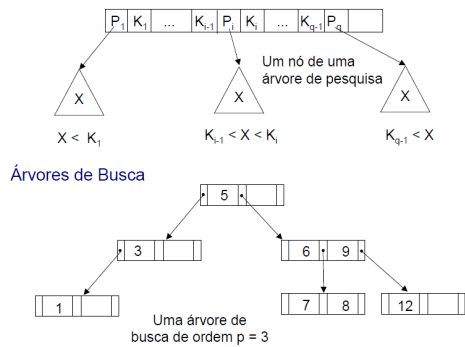 P1 K1 ... Ki-1 Pi Ki ... Kq-1 Pq
Um nó de uma
árvore de pesquisa
X X X
X < K1 Ki-1 < X < Ki Kq-1 < X
Árvores de Busca
5
3 6 9
1 7 8 12
Uma árvore de
busca de ordem p = 3